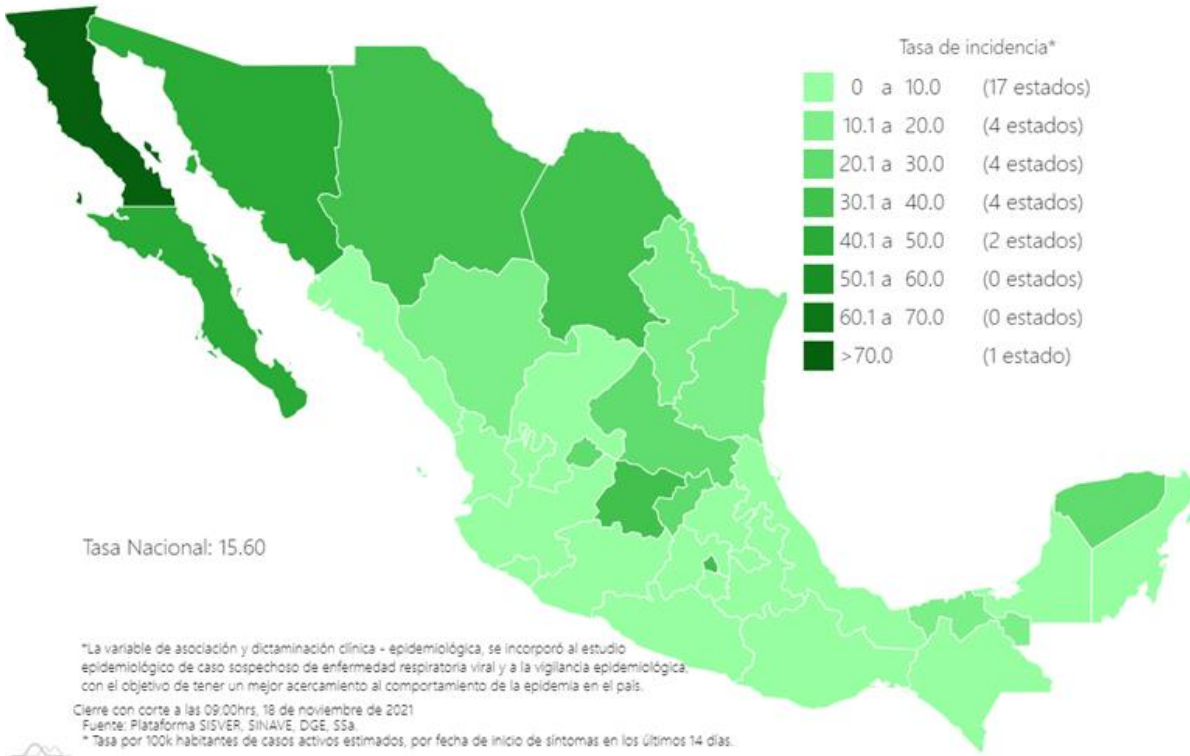 Tasa de incidencia*
0 a 10.0 (17 estados)
10.1 a 20.0 (4 estados)
20.1 a 30.0 (4 estados)
30.1 a 40.0 (4 estados)
40.1 a 50.0 (2 estados)
50.1 a 60.0 (0 estados)
60.1 a 70.0 (0 estados)
>70.0 (1 estado)
Tasa Nacional: 15.60
*La variable de asociación y dictaminación clínica - epidemiológica, se incorporó al estudio
epidemiológico de caso sospechoso de enfermedad respiratoria viral y a la vigilancia epidemiológica,
con el objetivo de tener un mejor acercamiento al comportamiento de la epidemia en el país.
Cierre con corte a las 09:00hrs, 18 de noviembre de 2021
Fuente: Plataforma SISVER, SINAVE, DGE, SSa.
* Tasa por 100k habitantes de casos activos estimados, por fecha de inicio de síntomas en los últimos 14 días.